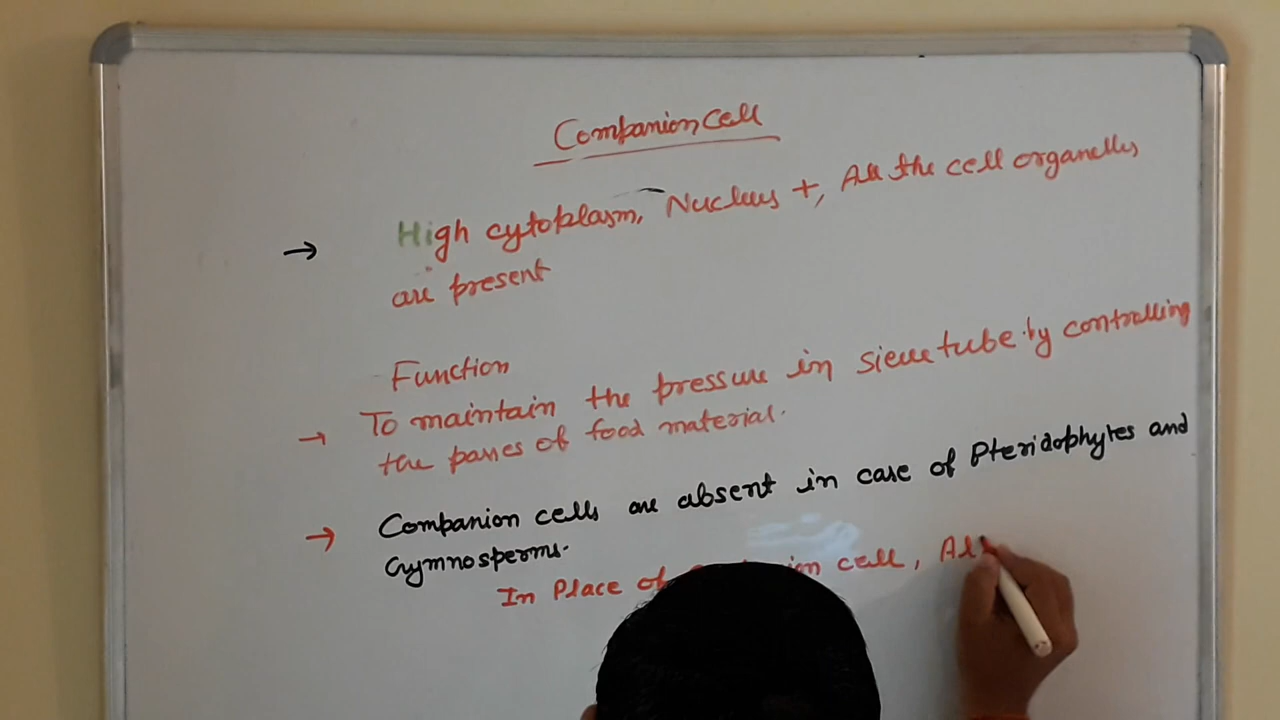 Companion Cell
High cytoplasm, Nucleus +, All the cell organelles
are present
Function
To maintain the pressure in sieve tube by controlling
the passes of food material.
Companion cells are absent in case of Pteridophytes and
Gymnosperms.
In Place of cell,